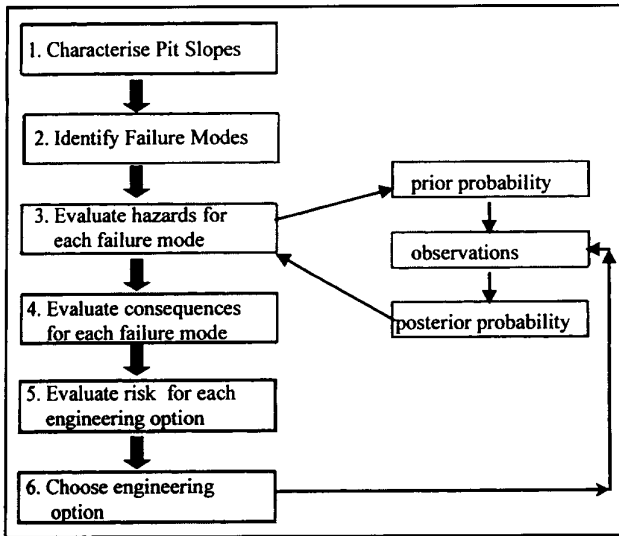 1. Characterise Pit Slopes
2. Identify Failure Modes
3. Evaluate hazards for
each failure mode
4. Evaluate consequences
for each failure mode
5. Evaluate risk for each
engineering option
6. Choose engineering
option
prior probability
observations
posterior probability